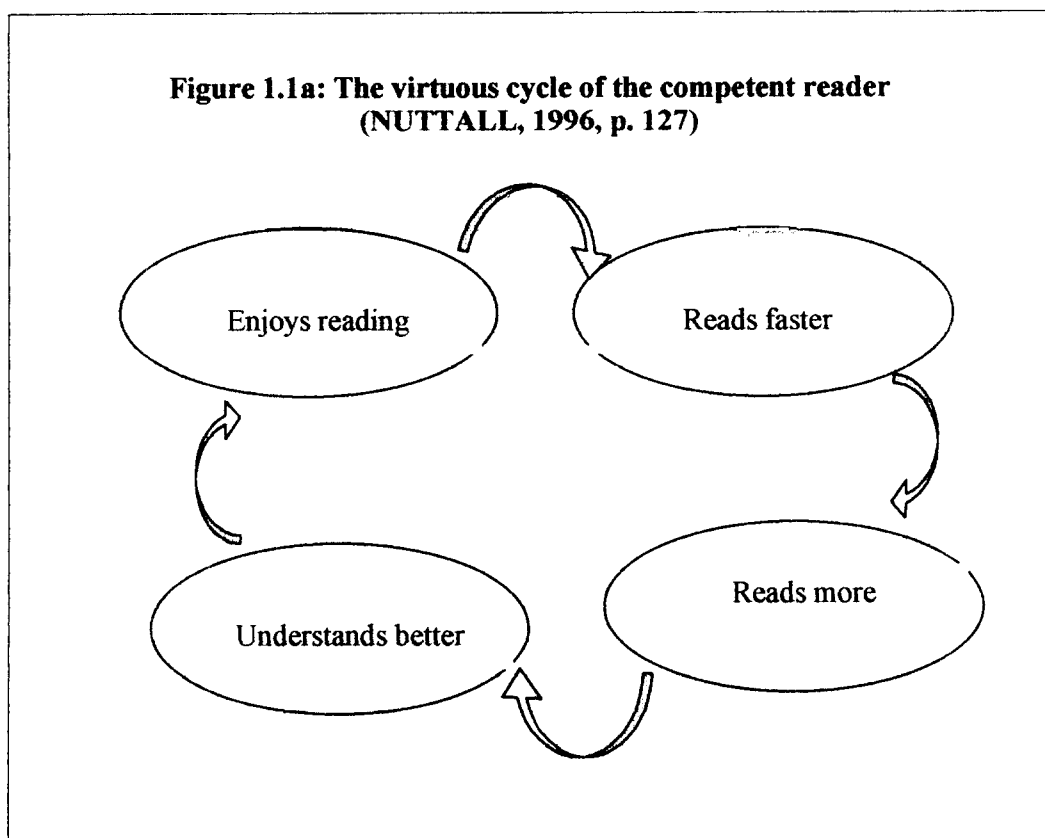 Figure 1.1a: The virtuous cycle of the competent reader
(NUTTALL, 1996, p. 127)
Enjoys reading
Reads faster
Reads more
Understands better